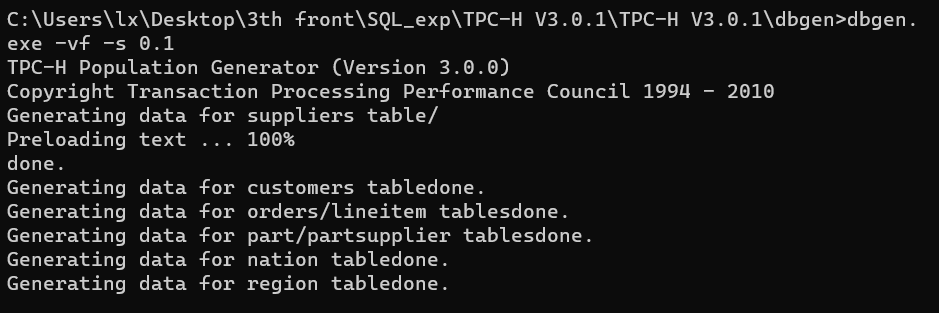 C:\Users\lx\Desktop\3th front\SQL_exp\TPC-H V3.0.1\TPC-H V3.0.1\dbgen>dbgen.
exe -vf -s 0.1
TPC-H Population Generator (Version 3.0.0)
Copyright Transaction Processing Performance Council 1994 - 2010
Generating data for suppliers table/
Preloading text ... 100%
done.
Generating data for customers tabledone.
Generating data for orders/lineitem tablesdone.
Generating data for part/partsupplier tablesdone.
Generating data for nation tabledone.
Generating data for region tabledone.